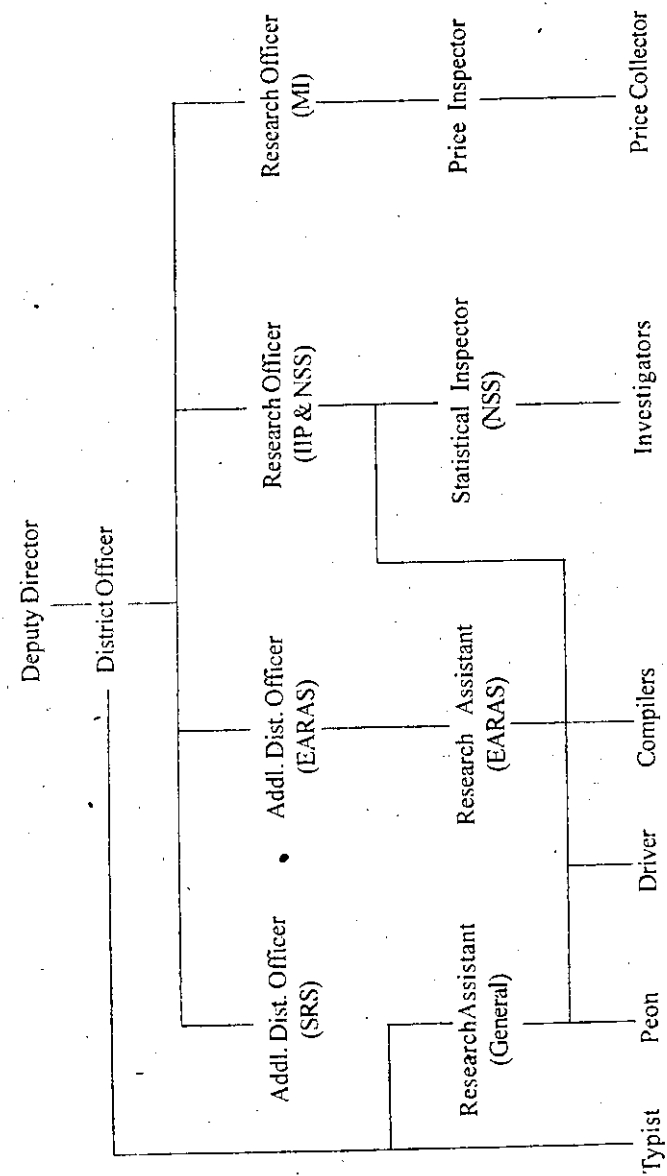 Deputy Director
District Officer
Addl. Dist. Officer
(SRS)
Addl. Dist. Officer
(EARAS)
Research Officer
(IIP & NSS)
Research Officer
(MI)
Research Assistant
(General)
Research Assistant
(EARAS)
Statistical Inspector
(NSS)
Price Inspector
Typist
Peon
Driver
Compilers
Investigators
Price Collector